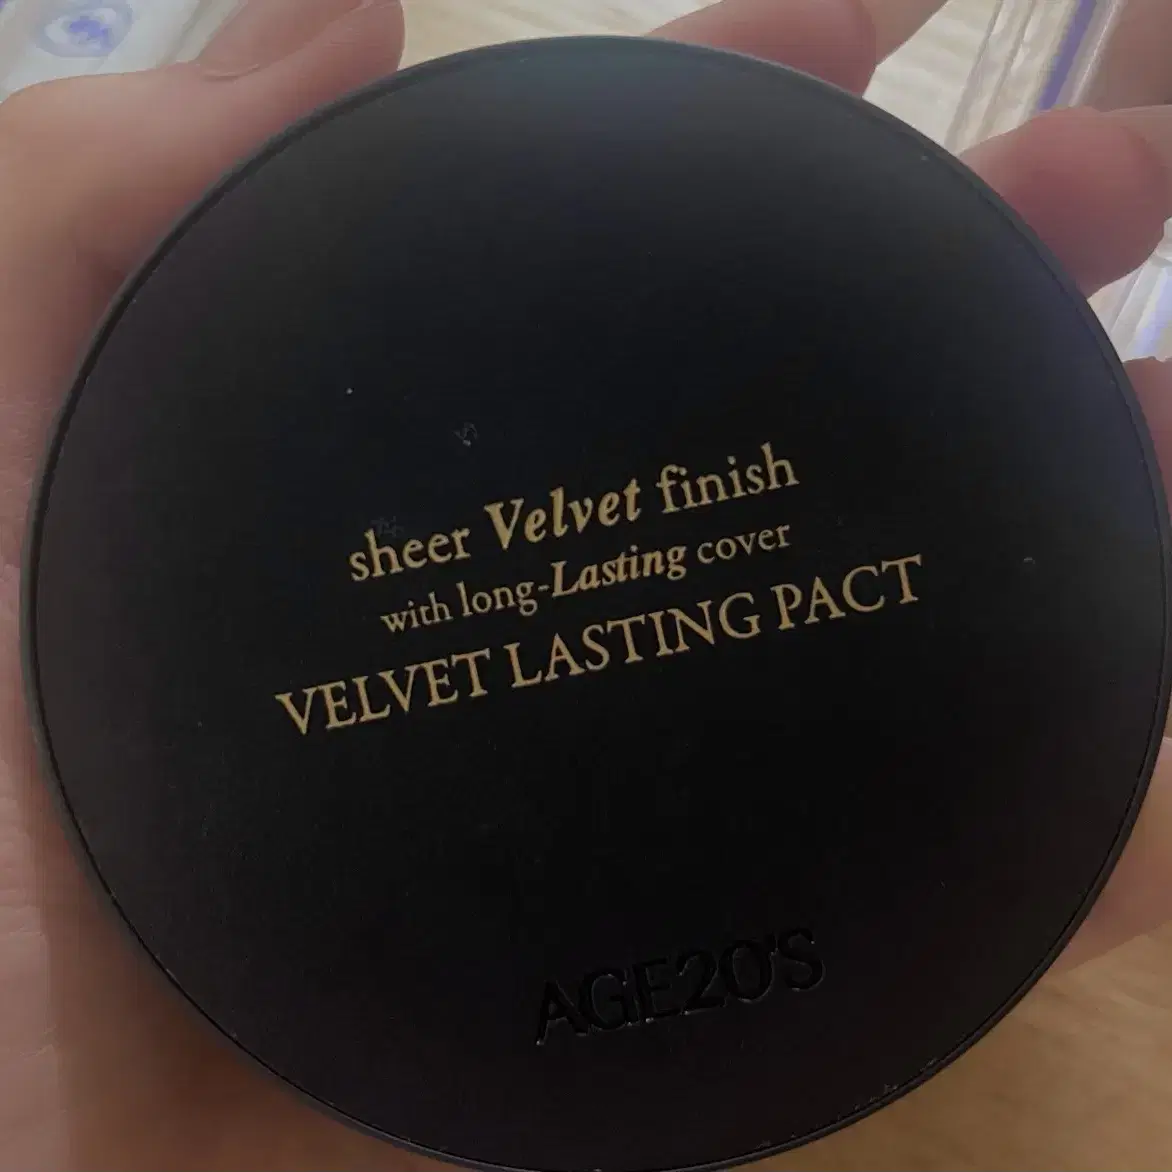 sheer Velvet finish
with long-Lasting cover
VELVET LASTING PACT
AGE20'S